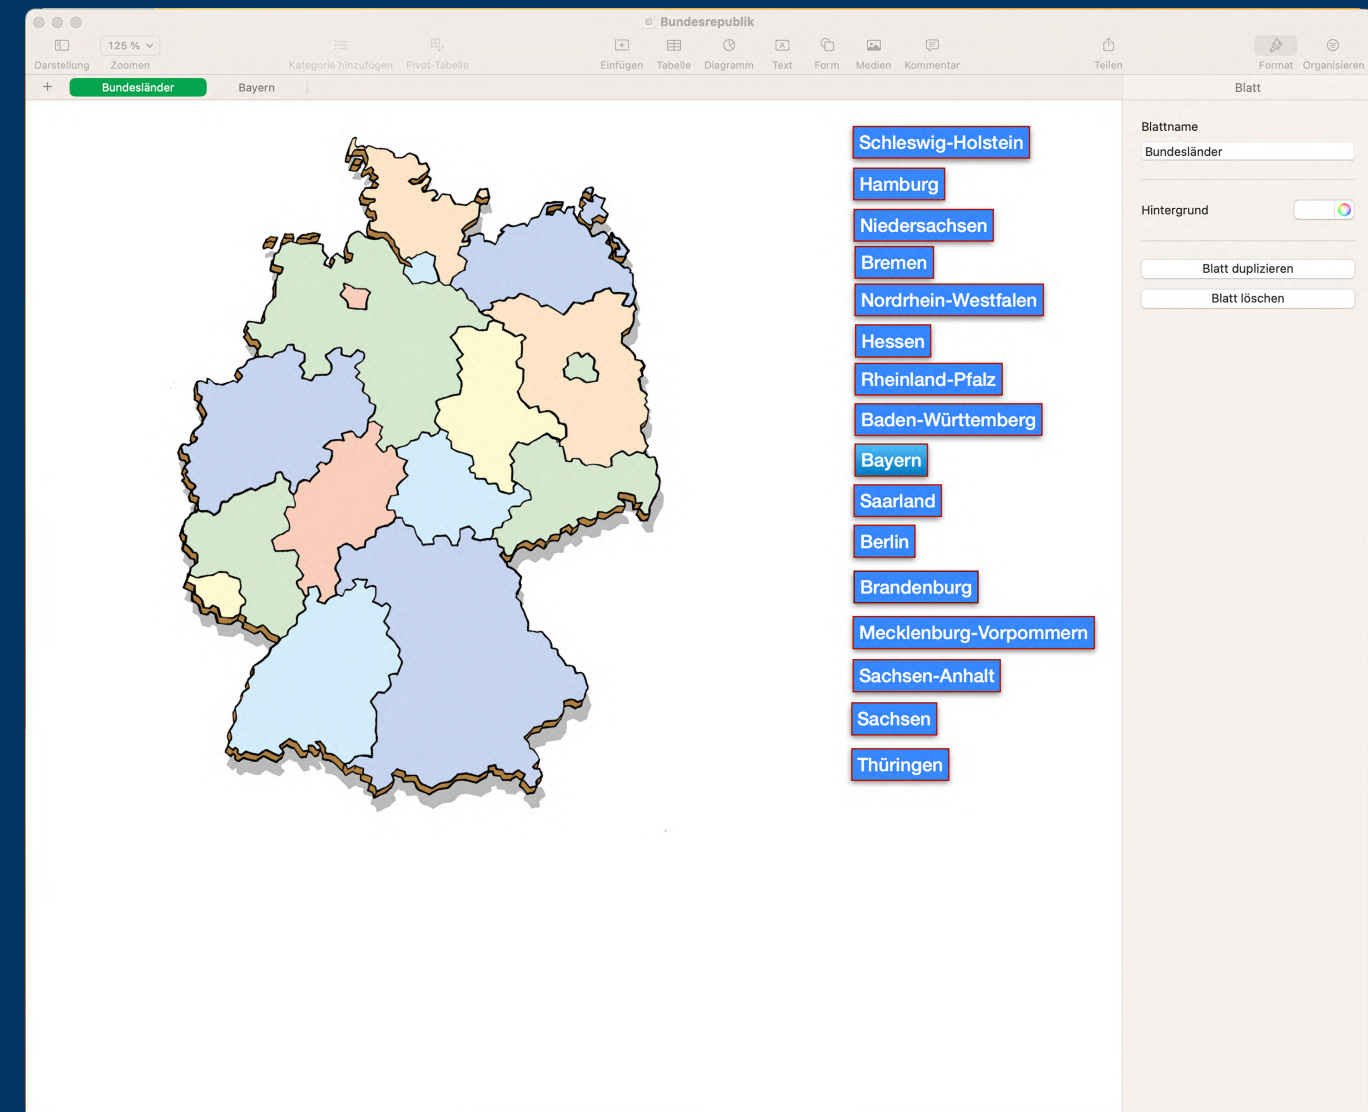 Bundesrepublik
125 %
Darstellung Zoomen Kategorie hinzufügen Pivot-Tabelle Einfügen Tabelle Diagramm Text Form Medien Kommentar Teilen Format Organisieren
+ Bundesländer Bayern Blatt
Blattname
Bundesländer
Hintergrund
Blatt duplizieren
Blatt löschen
Schleswig-Holstein
Hamburg
Niedersachsen
Bremen
Nordrhein-Westfalen
Hessen
Rheinland-Pfalz
Baden-Württemberg
Bayern
Saarland
Berlin
Brandenburg
Mecklenburg-Vorpommern
Sachsen-Anhalt
Sachsen
Thüringen